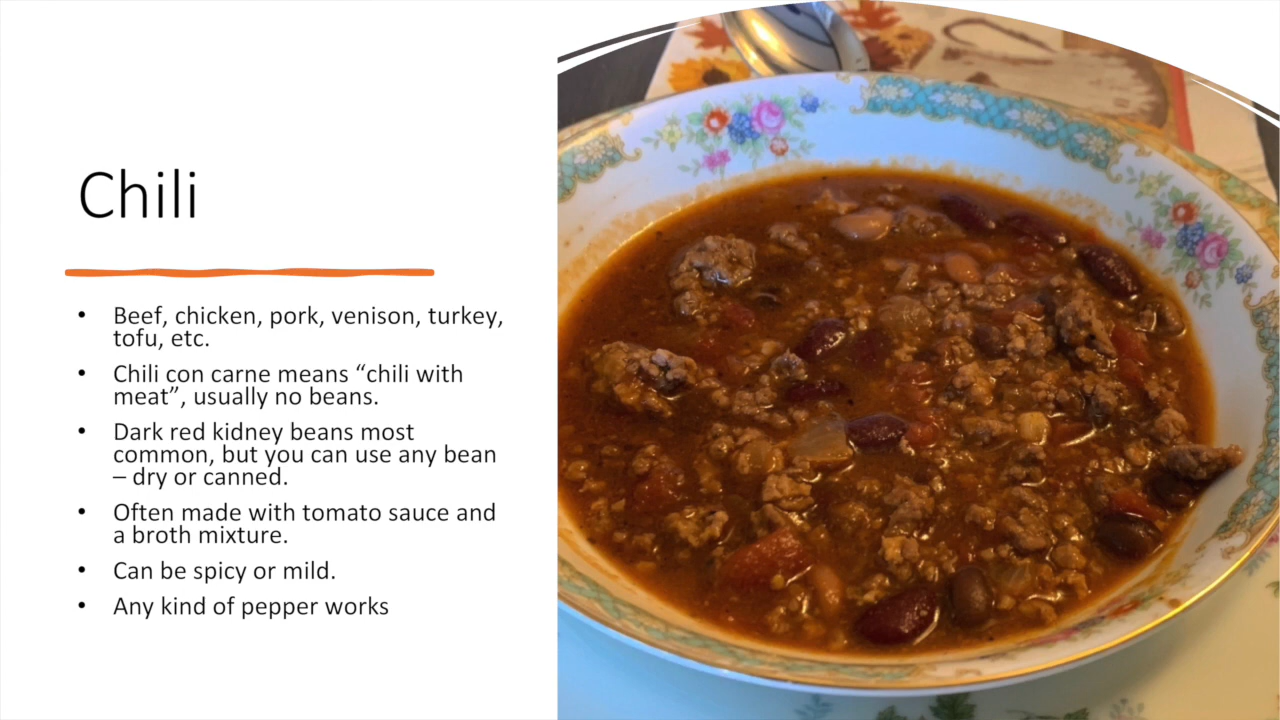 Chili
• Beef, chicken, pork, venison, turkey,
tofu, etc.
• Chili con carne means “chili with
meat”, usually no beans.
• Dark red kidney beans most
common, but you can use any bean
– dry or canned.
• Often made with tomato sauce and
a broth mixture.
• Can be spicy or mild.
• Any kind of pepper works